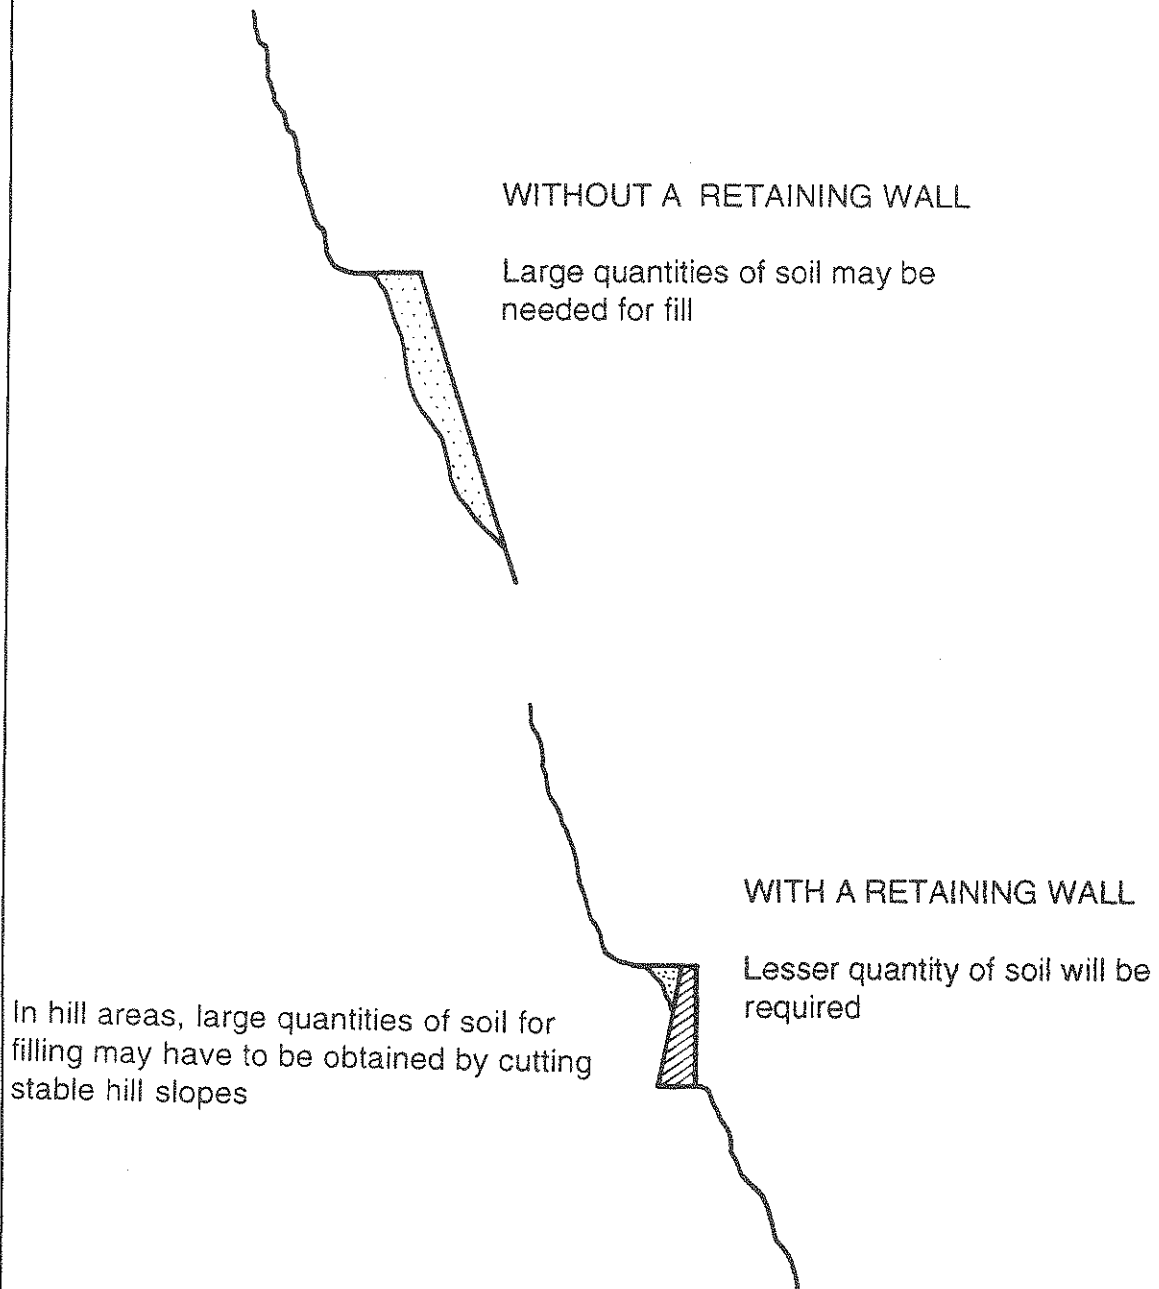 WITHOUT A RETAINING WALL
Large quantities of soil may be
needed for fill
WITH A RETAINING WALL
Lesser quantity of soil will be
required
In hill areas, large quantities of soil for
filling may have to be obtained by cutting
stable hill slopes